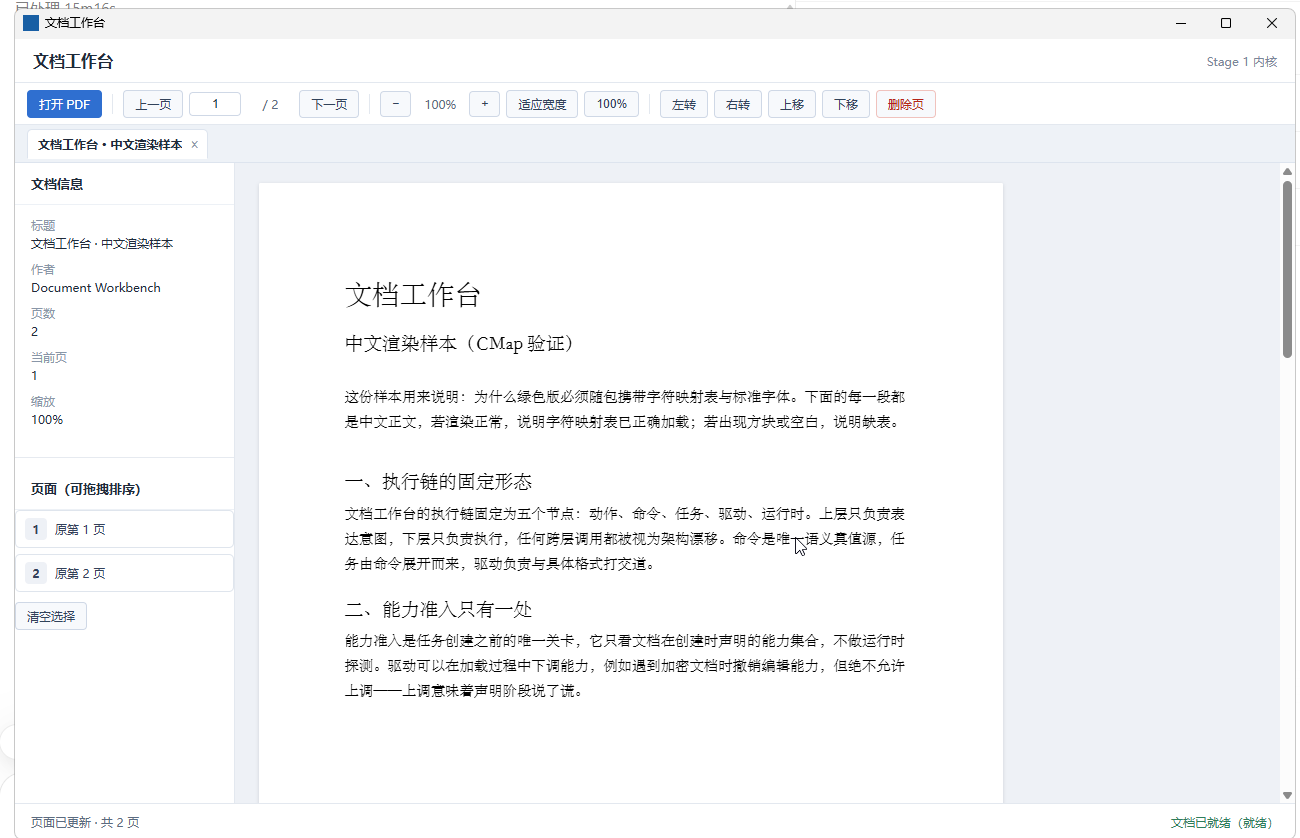 已处理 15m16s
文档工作台
文档工作台
Stage 1 内核
打开 PDF 上一页 1 / 2 下一页 − 100% + 适应宽度 100% 左转 右转 上移 下移 删除页
文档工作台 · 中文渲染样本 ×
文档信息
标题
文档工作台 · 中文渲染样本
作者
Document Workbench
页数
2
当前页
1
缩放
100%
页面（可拖拽排序）
1 原第 1 页
2 原第 2 页
清空选择
文档工作台
中文渲染样本（CMap 验证）
这份样本用来说明：为什么绿色版必须随包携带字符映射表与标准字体。下面的每一段都
是中文正文，若渲染正常，说明字符映射表已正确加载；若出现方块或空白，说明缺表。
一、执行链的固定形态
文档工作台的执行链固定为五个节点：动作、命令、任务、驱动、运行时。上层只负责表
达意图，下层只负责执行，任何跨层调用都被视为架构漂移。命令是唯一语义真值源，任
务由命令展开而来，驱动负责与具体格式打交道。
二、能力准入只有一处
能力准入是任务创建之前的唯一关卡，它只看文档在创建时声明的能力集合，不做运行时
探测。驱动可以在加载过程中下调能力，例如遇到加密文档时撤销编辑能力，但绝不允许
上调——上调意味着声明阶段说了谎。
页面已更新 · 共 2 页
文档已就绪（就绪）